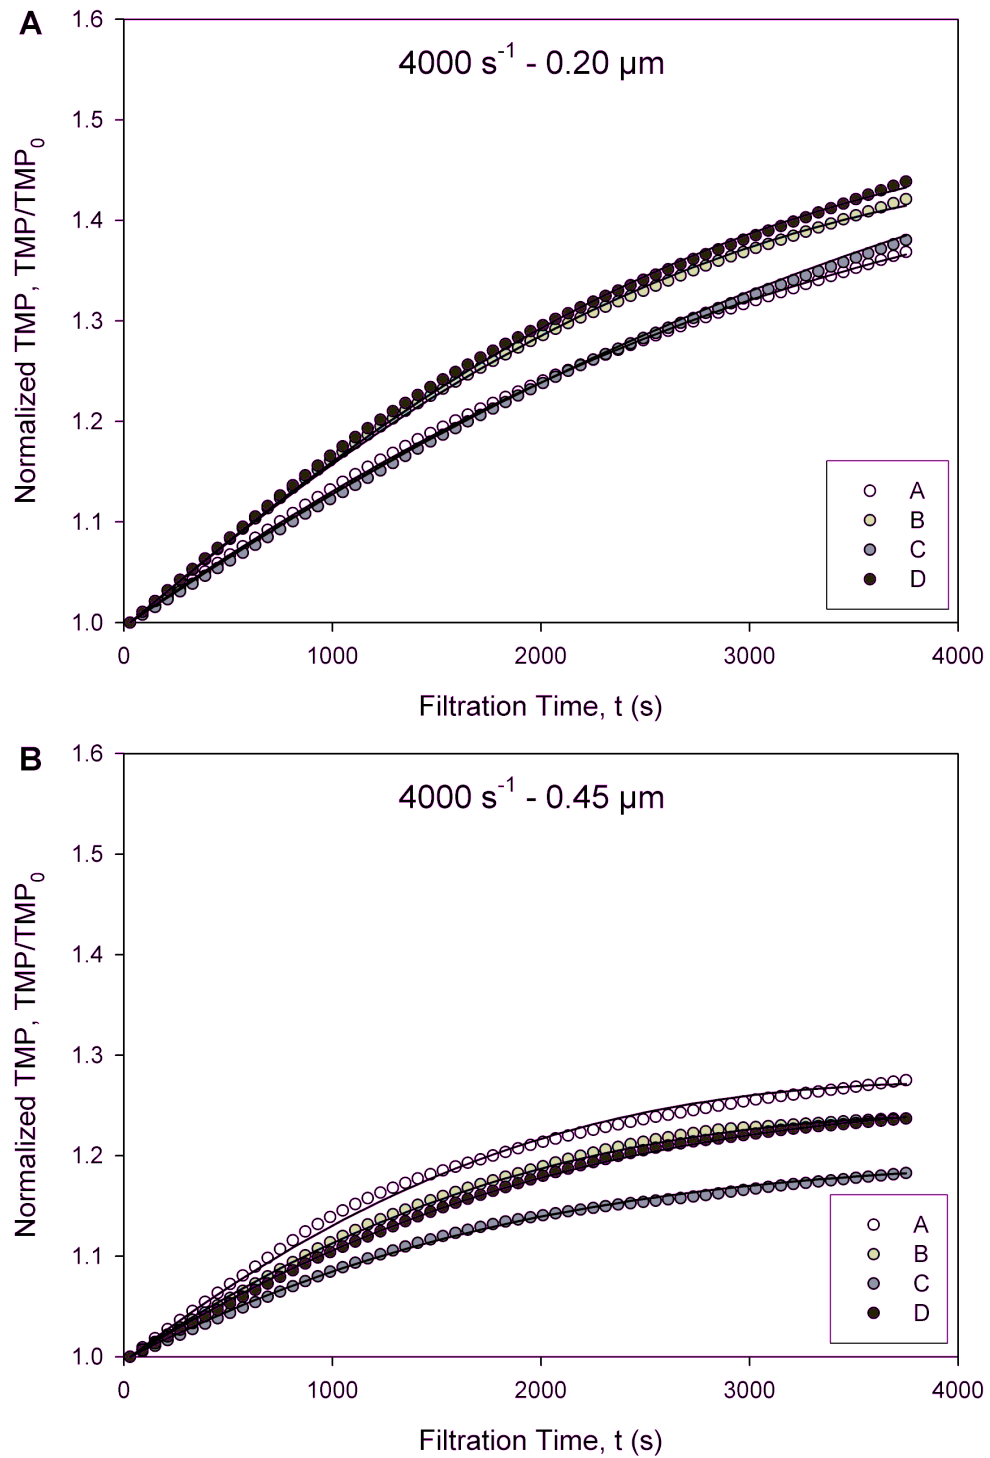 A
4000 s⁻¹ - 0.20 µm
1.6
1.5
1.4
1.3
1.2
1.1
1.0
Normalized TMP, TMP/TMP₀
A
B
C
D
0 1000 2000 3000 4000
Filtration Time, t (s)
B
4000 s⁻¹ - 0.45 µm
1.6
1.5
1.4
1.3
1.2
1.1
1.0
Normalized TMP, TMP/TMP₀
A
B
C
D
0 1000 2000 3000 4000
Filtration Time, t (s)